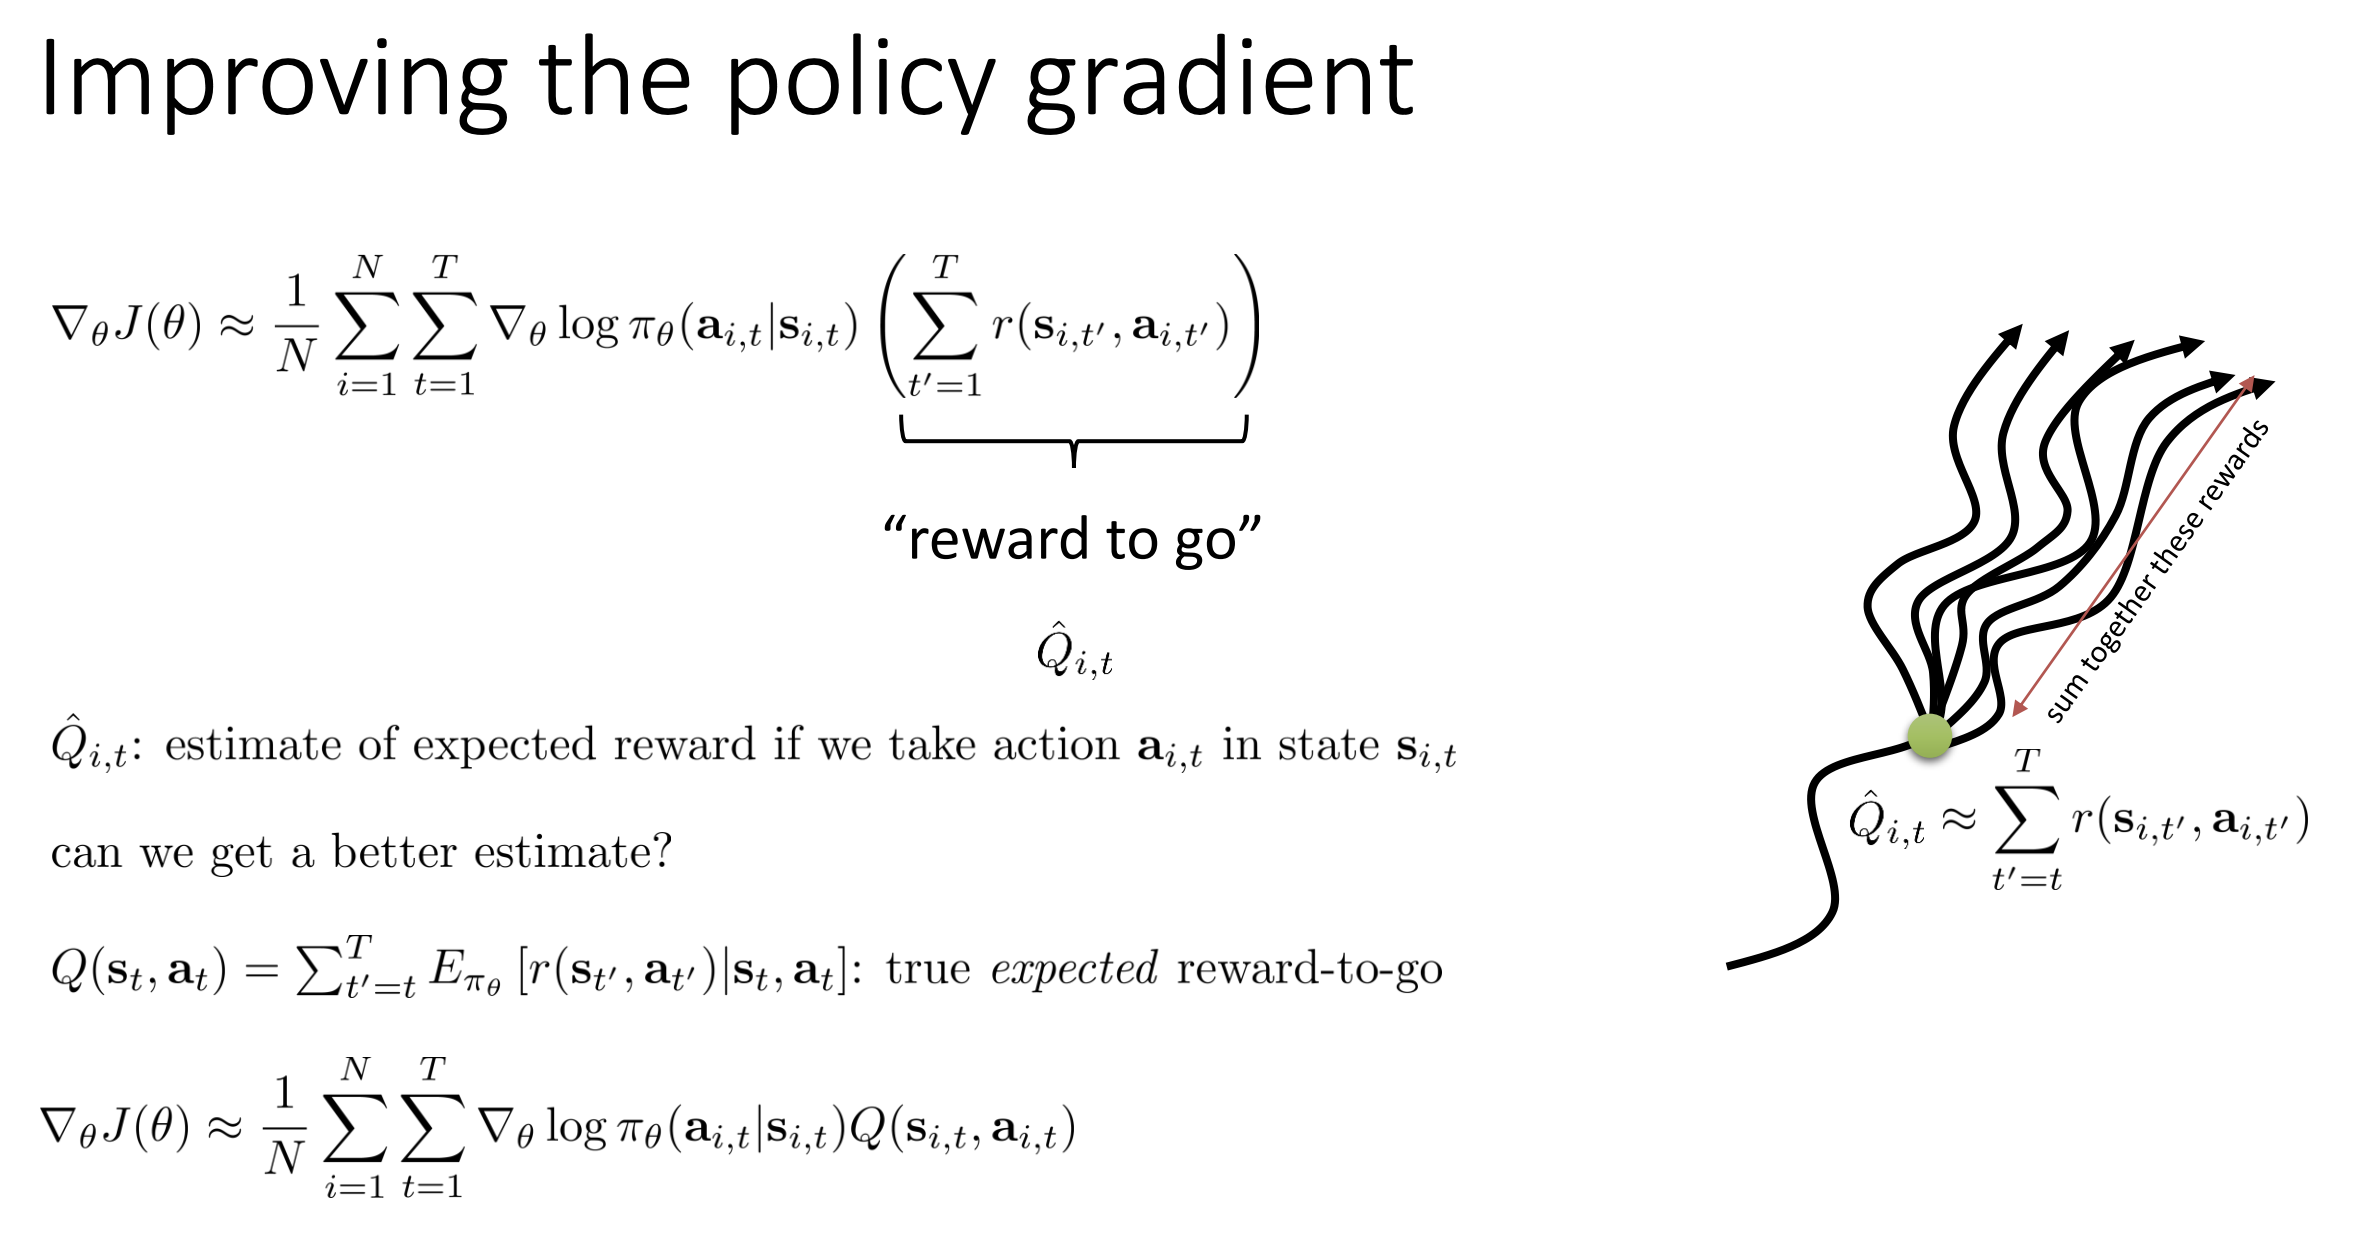 Improving the policy gradient
$\nabla_\theta J(\theta) \approx \frac{1}{N} \sum_{i=1}^{N} \sum_{t=1}^{T} \nabla_\theta \log \pi_\theta(\mathbf{a}_{i,t}|\mathbf{s}_{i,t}) \left( \sum_{t'=1}^{T} r(\mathbf{s}_{i,t'}, \mathbf{a}_{i,t'}) \right)$
“reward to go”
$\hat{Q}_{i,t}$
$\hat{Q}_{i,t}$: estimate of expected reward if we take action $\mathbf{a}_{i,t}$ in state $\mathbf{s}_{i,t}$
can we get a better estimate?
$Q(\mathbf{s}_t, \mathbf{a}_t) = \sum_{t'=t}^{T} E_{\pi_\theta} [r(\mathbf{s}_{t'}, \mathbf{a}_{t'})|\mathbf{s}_t, \mathbf{a}_t]$: true expected reward-to-go
$\nabla_\theta J(\theta) \approx \frac{1}{N} \sum_{i=1}^{N} \sum_{t=1}^{T} \nabla_\theta \log \pi_\theta(\mathbf{a}_{i,t}|\mathbf{s}_{i,t}) Q(\mathbf{s}_{i,t}, \mathbf{a}_{i,t})$
sum together these rewards
$\hat{Q}_{i,t} \approx \sum_{t'=t}^{T} r(\mathbf{s}_{i,t'}, \mathbf{a}_{i,t'})$